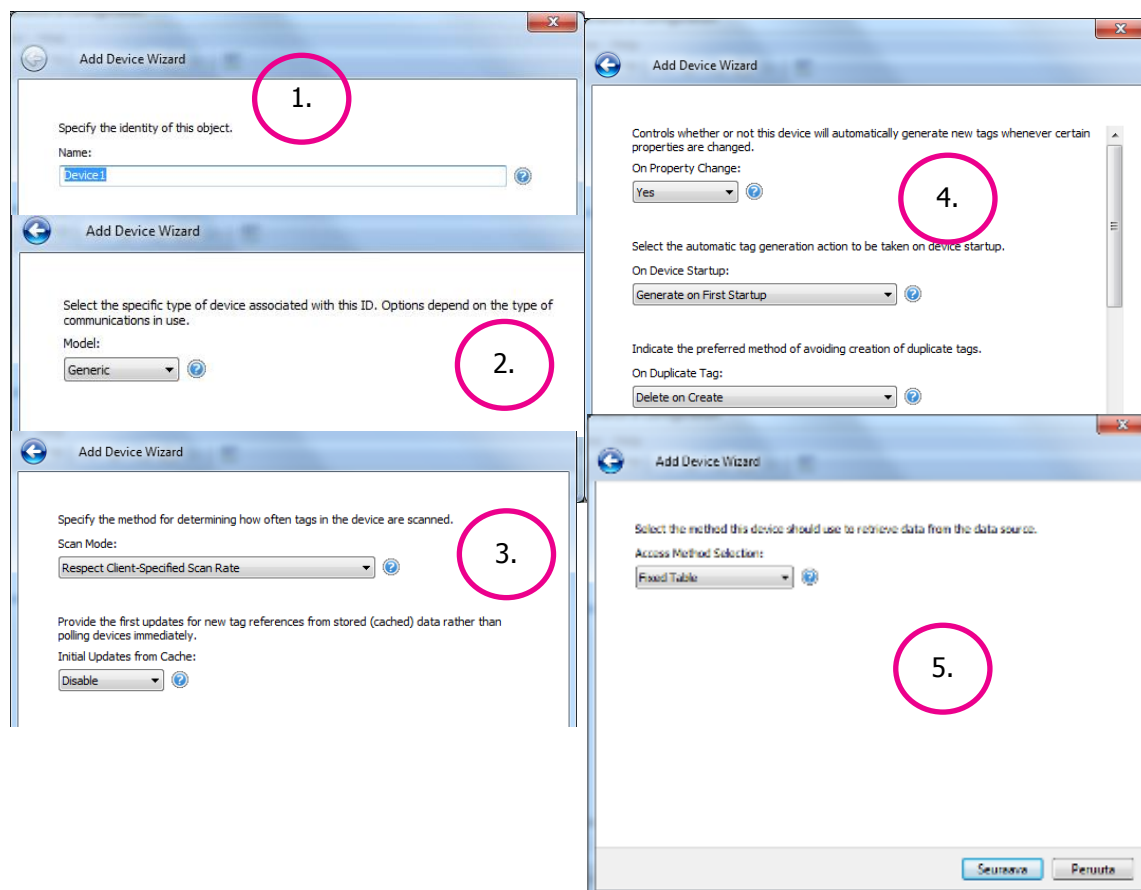 Add Device Wizard
1.
Specify the identity of this object.
Name:
Device1
Add Device Wizard
Select the specific type of device associated with this ID. Options depend on the type of
communications in use.
Model:
Generic
2.
Add Device Wizard
Specify the method for determining how often tags in the device are scanned.
Scan Mode:
Respect Client-Specified Scan Rate
3.
Provide the first updates for new tag references from stored (cached) data rather than
polling devices immediately.
Initial Updates from Cache:
Disable
Add Device Wizard
Controls whether or not this device will automatically generate new tags whenever certain
properties are changed.
On Property Change:
Yes
4.
Select the automatic tag generation action to be taken on device startup.
On Device Startup:
Generate on First Startup
Indicate the preferred method of avoiding creation of duplicate tags.
On Duplicate Tag:
Delete on Create
Add Device Wizard
Select the method this device should use to retrieve data from the data source.
Access Method Selection:
Fixed Table
5.
Seuraava Peruuta